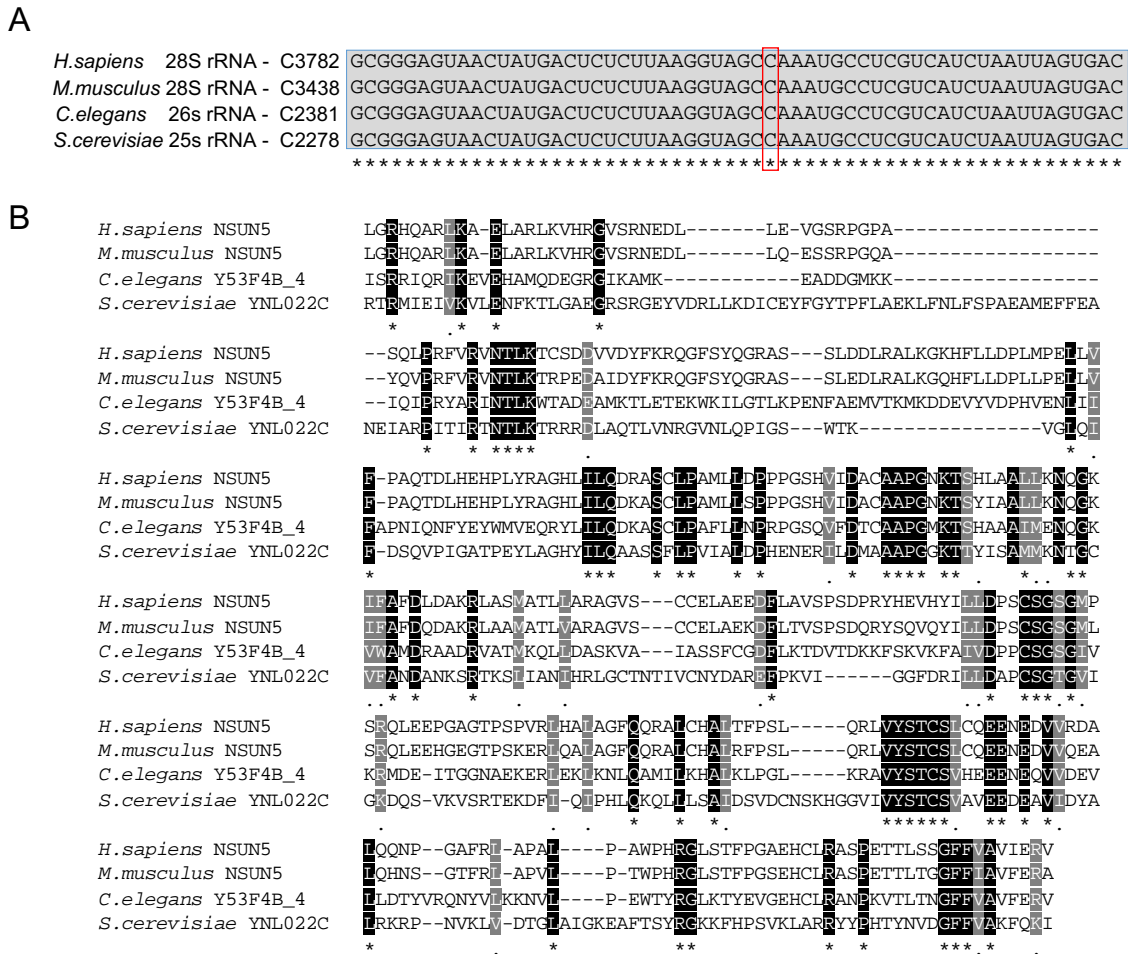 A
H.sapiens 28S rRNA - C3782 GCGGGAGUAACUAUGACUCUCUUAAGGUAGCCAAAUGCCUCGUCAUCUAAUUAGUGAC
M.musculus 28S rRNA - C3438 GCGGGAGUAACUAUGACUCUCUUAAGGUAGCCAAAUGCCUCGUCAUCUAAUUAGUGAC
C.elegans 26s rRNA - C2381 GCGGGAGUAACUAUGACUCUCUUAAGGUAGCCAAAUGCCUCGUCAUCUAAUUAGUGAC
S.cerevisiae 25s rRNA - C2278 GCGGGAGUAACUAUGACUCUCUUAAGGUAGCCAAAUGCCUCGUCAUCUAAUUAGUGAC
**********************************************************
B
H.sapiens NSUN5 LGRHQARLKA-ELARLKVHRGVSRNEDL-------LE-VGSRPGPA------------------
M.musculus NSUN5 LGRHQARLKA-ELARLKVHRGVSRNEDL-------LQ-ESSRPGQA------------------
C.elegans Y53F4B_4 ISRRIQRIKEVEHAMQDEGRGIKAMK------------EADDGMKK------------------
S.cerevisiae YNL022C RTRMIEIVKVLENFKTLGAEGRSRGEYVDRLLKDICEYFGYTPFLAEKLFNLFSPAEAMEFFEA
* . * * *
H.sapiens NSUN5 --SQLPRFVRVNTLKTCSDDVVDYFKRQGFSYQGRAS---SLDDLRALKGKHFLLDPLMPELLV
M.musculus NSUN5 --YQVPRFVRVNTLKTRPEDAIDYFKRQGFSYQGRAS---SLEDLRALKGQHFLLDPLLPELLV
C.elegans Y53F4B_4 --IQIPRYARINTLKWTADEAMKTLETEKWKILGTLKPENFAEMVTKMKDDEVYVDPHVENLII
S.cerevisiae YNL022C NEIARPITIRTNTLKTRRRDLAQTLVNRGVNLQPIGS--WTK----------------VGLQI
* * **** . * .
H.sapiens NSUN5 F-PAQTDLHEHPLYRAGHLILQDRASCLPAMLLDPPPGSHVIDACAAPGNKTSHLAALLKNQGK
M.musculus NSUN5 F-PAQTDLHEHPLYRAGHLILQDKASCLPAMLLDPPPGSHVIDACAAPGNKTSYIAALLKNQGK
C.elegans Y53F4B_4 FAPNIQNFYEYWMVEQRYLILQDKASCLPAFLLNPRPGSQVFDTCAAPGMKTSHAAAIMENQGK
S.cerevisiae YNL022C F-DSQVPIGATPEYLAGHYILQAASSFLPVIALDPHENERILDMAAAPGGKTTYISAMMKNTGC
* *** * ** * * . * **** ** . *.. **
H.sapiens NSUN5 IFAFDLDAKRLASMATLLARAGVS---CCELAEEDFLAVSPSDPRYHEVHYILLDPSCSGSGMP
M.musculus NSUN5 IFAFDQDAKRLAAMATLVARAGVS---CCELAEKDFLTVSPSDQRYSQVQYILLDPSCSGSGML
C.elegans Y53F4B_4 VWAMDRAADRVATMKQLLDASKVA---IASSFCGDFLKTDVTDKKFSKVKFAIVDPPCSGSGIV
S.cerevisiae YNL022C VFANDANKSRTKSLIANIHRLGCTNTIVCNYDAREFPKVI------GGFDRILLDAPCSGTGVI
..* * * . . .* ..* ***.*.
H.sapiens NSUN5 SRQLEEPGAGTPSPVRLHALAGFQQRALCHALTFPSL-----QRLVYSTCSLCQEENEDVVRDA
M.musculus NSUN5 SRQLEEHGEGTPSKERLQALAGFQQRALCHALRFPSL-----QRLVYSTCSLCQEENEDVVQEA
C.elegans Y53F4B_4 KRMDE-ITGGNAEKERLEKLKNLQAMILKHALKLPGL-----KRAVYSTCSVHEEENEQVVDEV
S.cerevisiae YNL022C GKDQS-VKVSRTEKDFI-QIPHLQKQLLLSAIDSVDCNSKHGGVIVYSTCSVAVEEDEAVIDYA
. . . * * *. ******. ** * *.
H.sapiens NSUN5 LQQNP--GAFRL-APAL---P-AWPHRGLSTFPGAEHCLRASPETTLSSGFFVAVIERV
M.musculus NSUN5 LQHNS--GTFRL-APVL---P-TWPHRGLSTFPGSEHCLRASPETTLTGGFFIAVFERA
C.elegans Y53F4B_4 LLDTYVRQNYVLKKNVL---P-EWTYRGLKTYEVGEHCLRANPKVTLTNGFFVAVFERV
S.cerevisiae YNL022C LRKRP--NVKLV-DTGLAIGKEAFTSYRGKKFHPSVKLARRYYPHTYNVDGFFVAKFQKI
* . * ** * * ***.* .